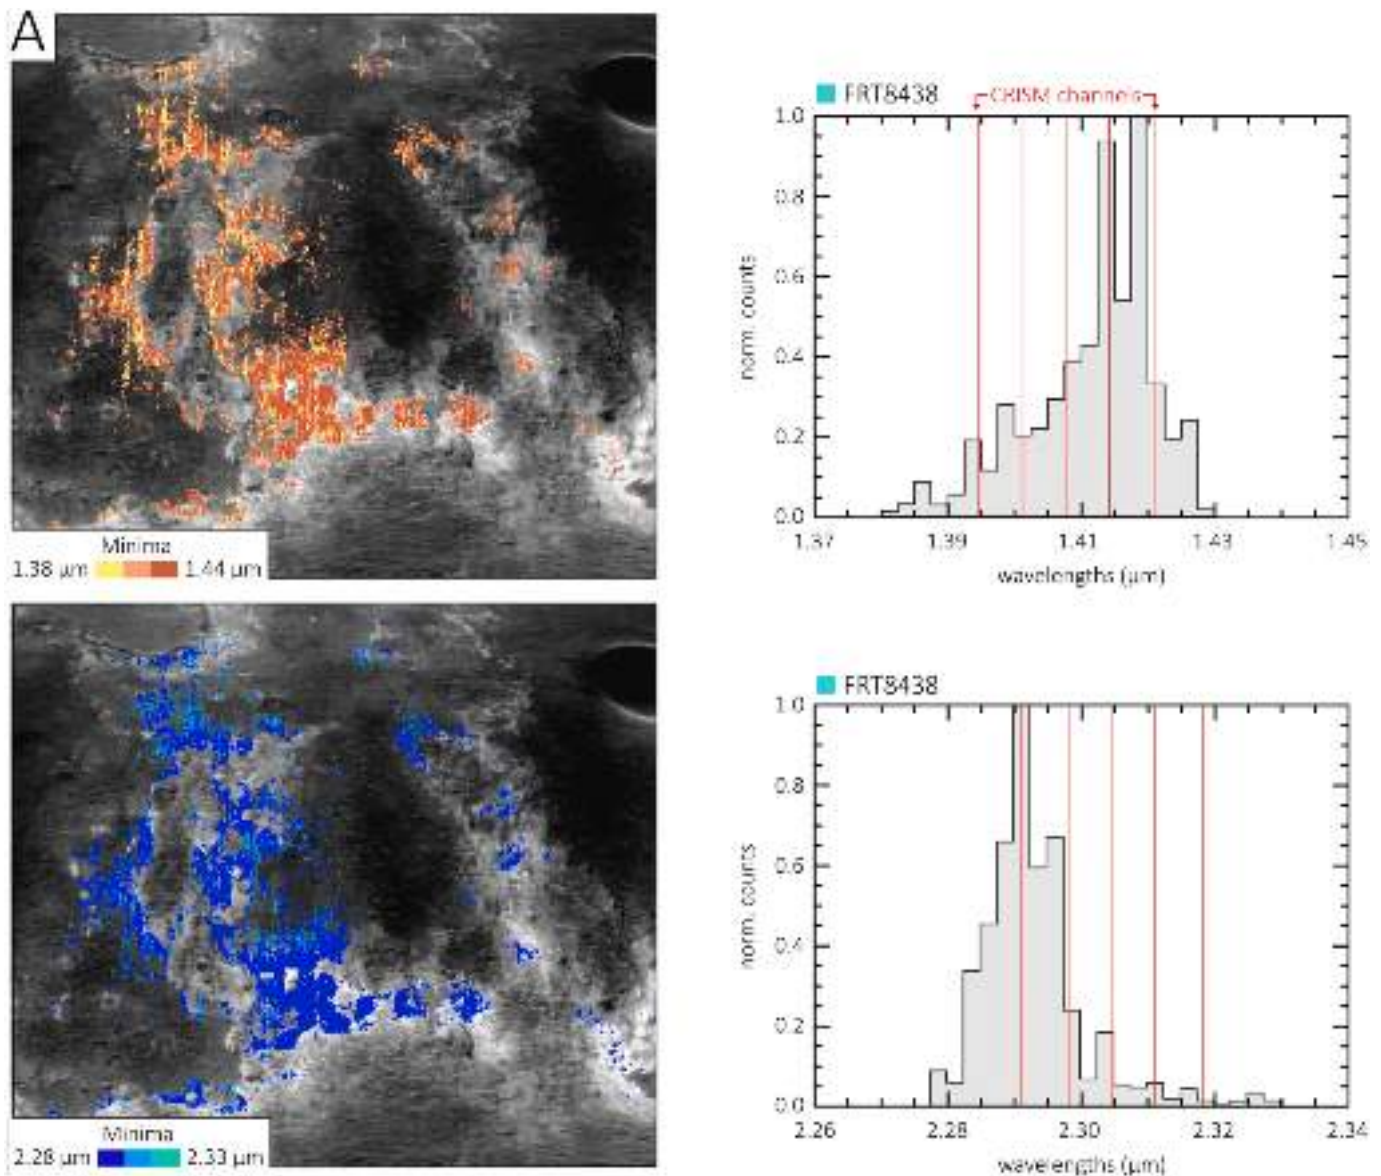 A
FRT8438
CRISM channels
1.0
0.8
0.6
0.4
0.2
0.0
norm. counts
1.37 1.39 1.41 1.43 1.45
wavelengths (µm)
Minima
1.38 µm 1.44 µm
FRT8438
1.0
0.8
0.6
0.4
0.2
0.0
norm. counts
2.26 2.28 2.30 2.32 2.34
wavelengths (µm)
Minima
2.28 µm 2.33 µm